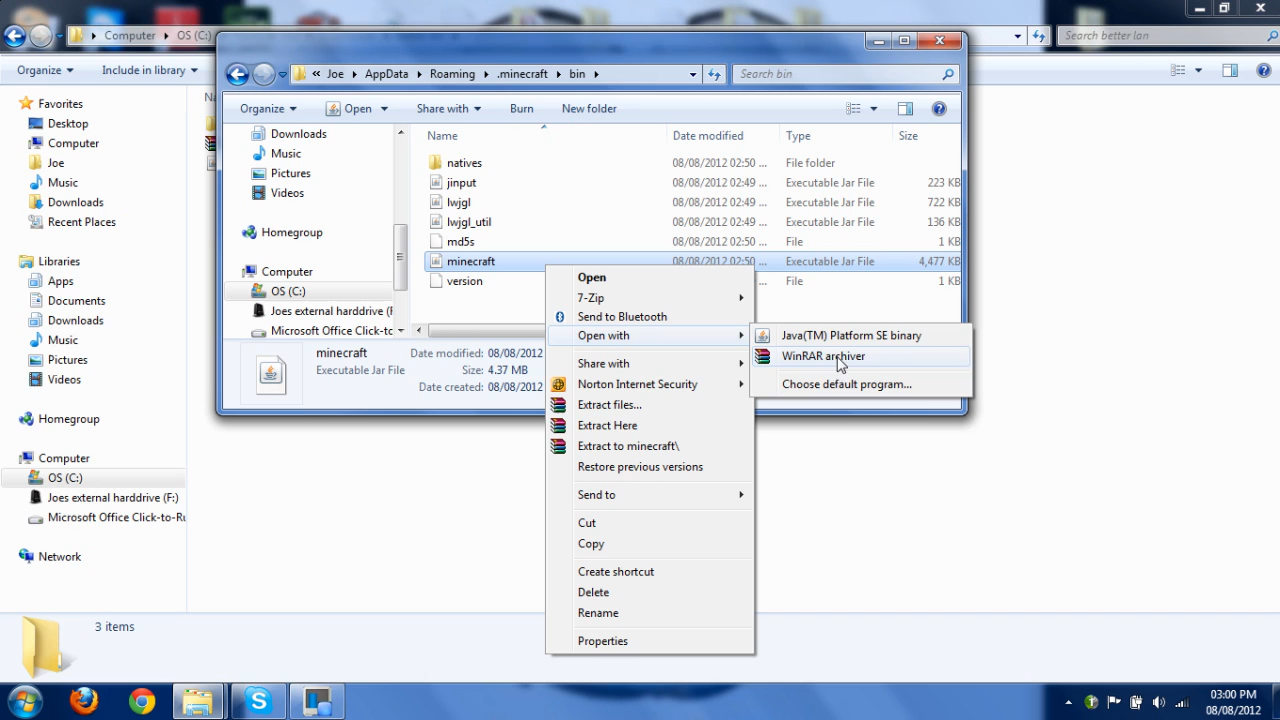 Computer OS (C:)
Search better lan
Organize Include in library
« Joe AppData Roaming .minecraft bin
Search bin
Organize Open Share with Burn New folder
Favorites
Desktop
Computer
Joe
Music
Downloads
Recent Places
Libraries
Apps
Documents
Music
Pictures
Videos
Homegroup
Computer
OS (C:)
Joes external harddrive (F:)
Microsoft Office Click-to-Ru
Network
Downloads
Music
Pictures
Videos
Homegroup
Computer
OS (C:)
Joes external harddrive (F
Microsoft Office Click-tc
Name Date modified Type Size
natives 08/08/2012 02:50 ... File folder
jinput 08/08/2012 02:49 ... Executable Jar File 223 KB
lwjgl 08/08/2012 02:49 ... Executable Jar File 722 KB
lwjgl_util 08/08/2012 02:49 ... Executable Jar File 136 KB
md5s 08/08/2012 02:50 ... File 1 KB
minecraft 08/08/2012 02:50 ... Executable Jar File 4,477 KB
version File 1 KB
minecraft Date modified: 08/08/2012
Executable Jar File Size: 4.37 MB
Date created: 08/08/2012
Open
7-Zip
Send to Bluetooth
Open with
Share with
Norton Internet Security
Extract files...
Extract Here
Extract to minecraft\
Restore previous versions
Send to
Cut
Copy
Create shortcut
Delete
Rename
Properties
Java(TM) Platform SE binary
WinRAR archiver
Choose default program...
3 items
03:00 PM
08/08/2012